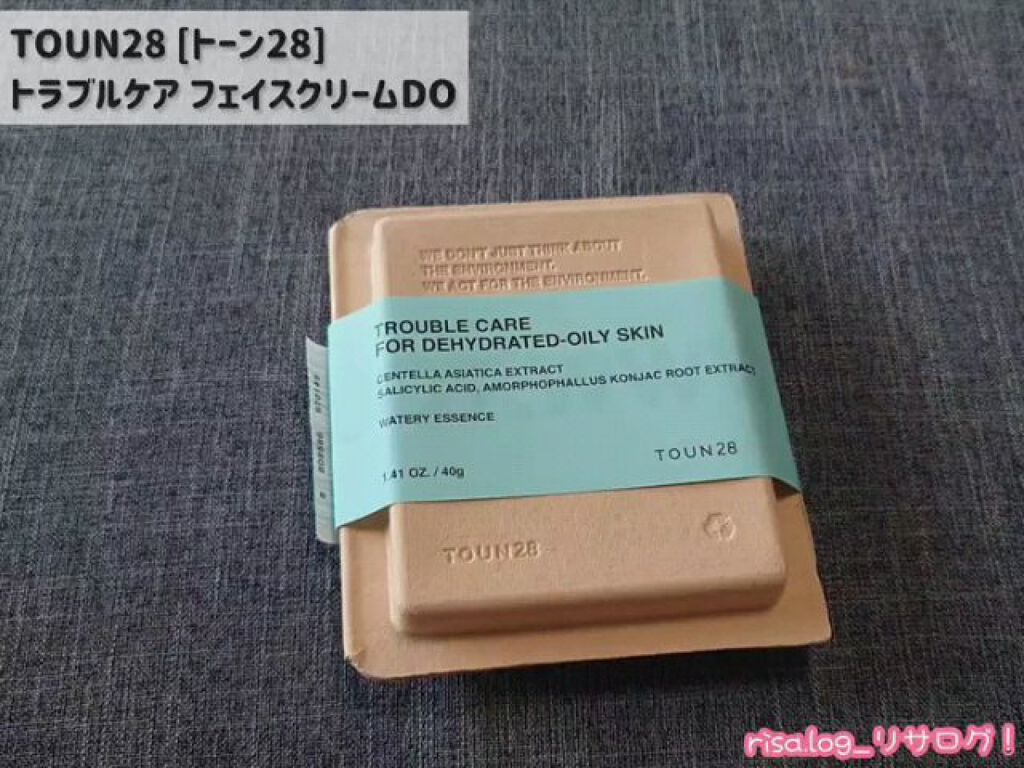 TOUN28 [トーン28]
トラブルケア フェイスクリームDO
WE DON'T JUST THINK ABOUT
THE ENVIRONMENT.
WE ACT FOR THE ENVIRONMENT.
TROUBLE CARE
FOR DEHYDRATED-OILY SKIN
CENTELLA ASIATICA EXTRACT
SALICYLIC ACID, AMORPHOPHALLUS KONJAC ROOT EXTRACT
WATERY ESSENCE
1.41 OZ. / 40g
TOUN28
TOUN28
risa.log_リサログ！